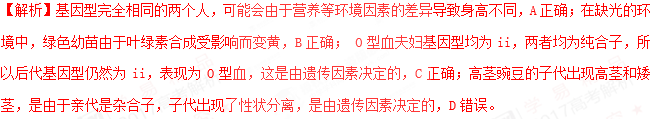 【解析】基因型完全相同的两个人，可能会由于营养等环境因素的差异导致身高不同，A正确；在缺光的环
境中，绿色幼苗由于叶绿素合成受影响而变黄，B正确； O型血夫妇基因型均为ii，两者均为纯合子，所
以后代基因型仍然为ii，表现为O型血，这是由遗传因素决定的，C正确；高茎豌豆的子代出现高茎和矮
茎，是由于亲代是杂合子，子代出现了性状分离，是由遗传因素决定的，D错误。